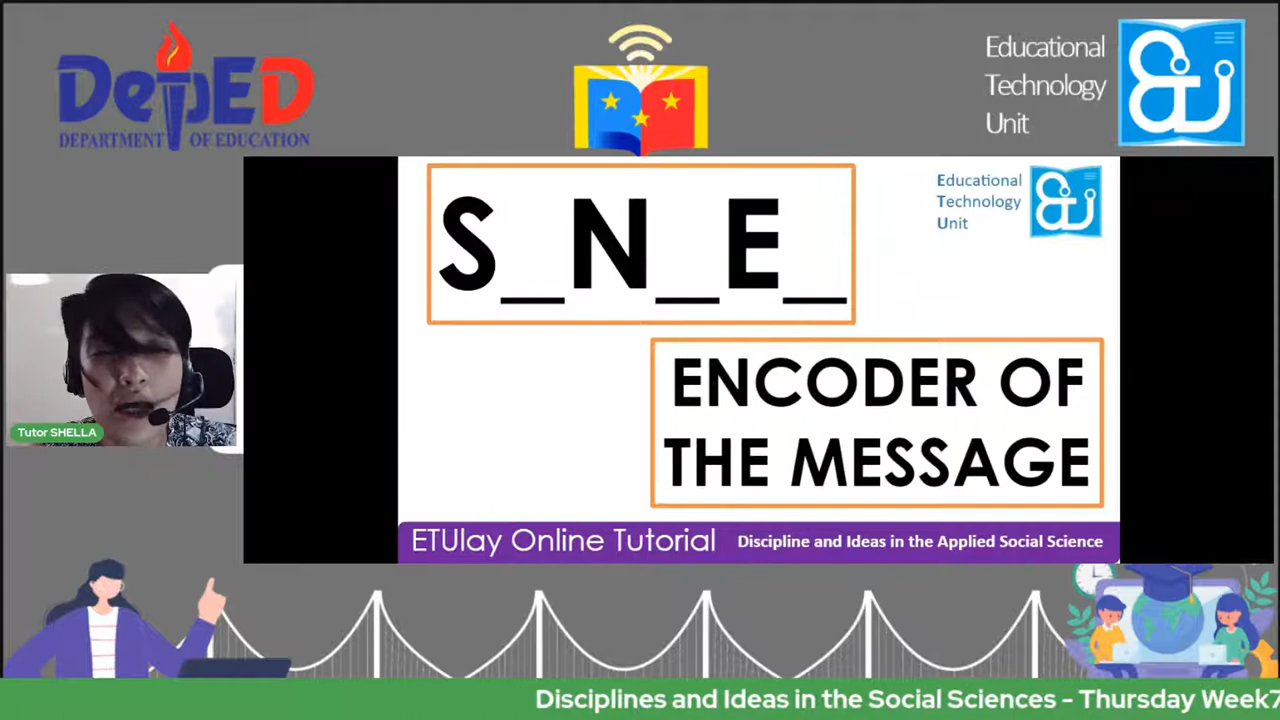 DepED
DEPARTMENT OF EDUCATION
Educational
Technology
Unit
S_N_E_
Educational
Technology
Unit
ENCODER OF
THE MESSAGE
Tutor SHELLA
ETUlay Online Tutorial
Discipline and Ideas in the Applied Social Science
Disciplines and Ideas in the Social Sciences - Thursday Week7